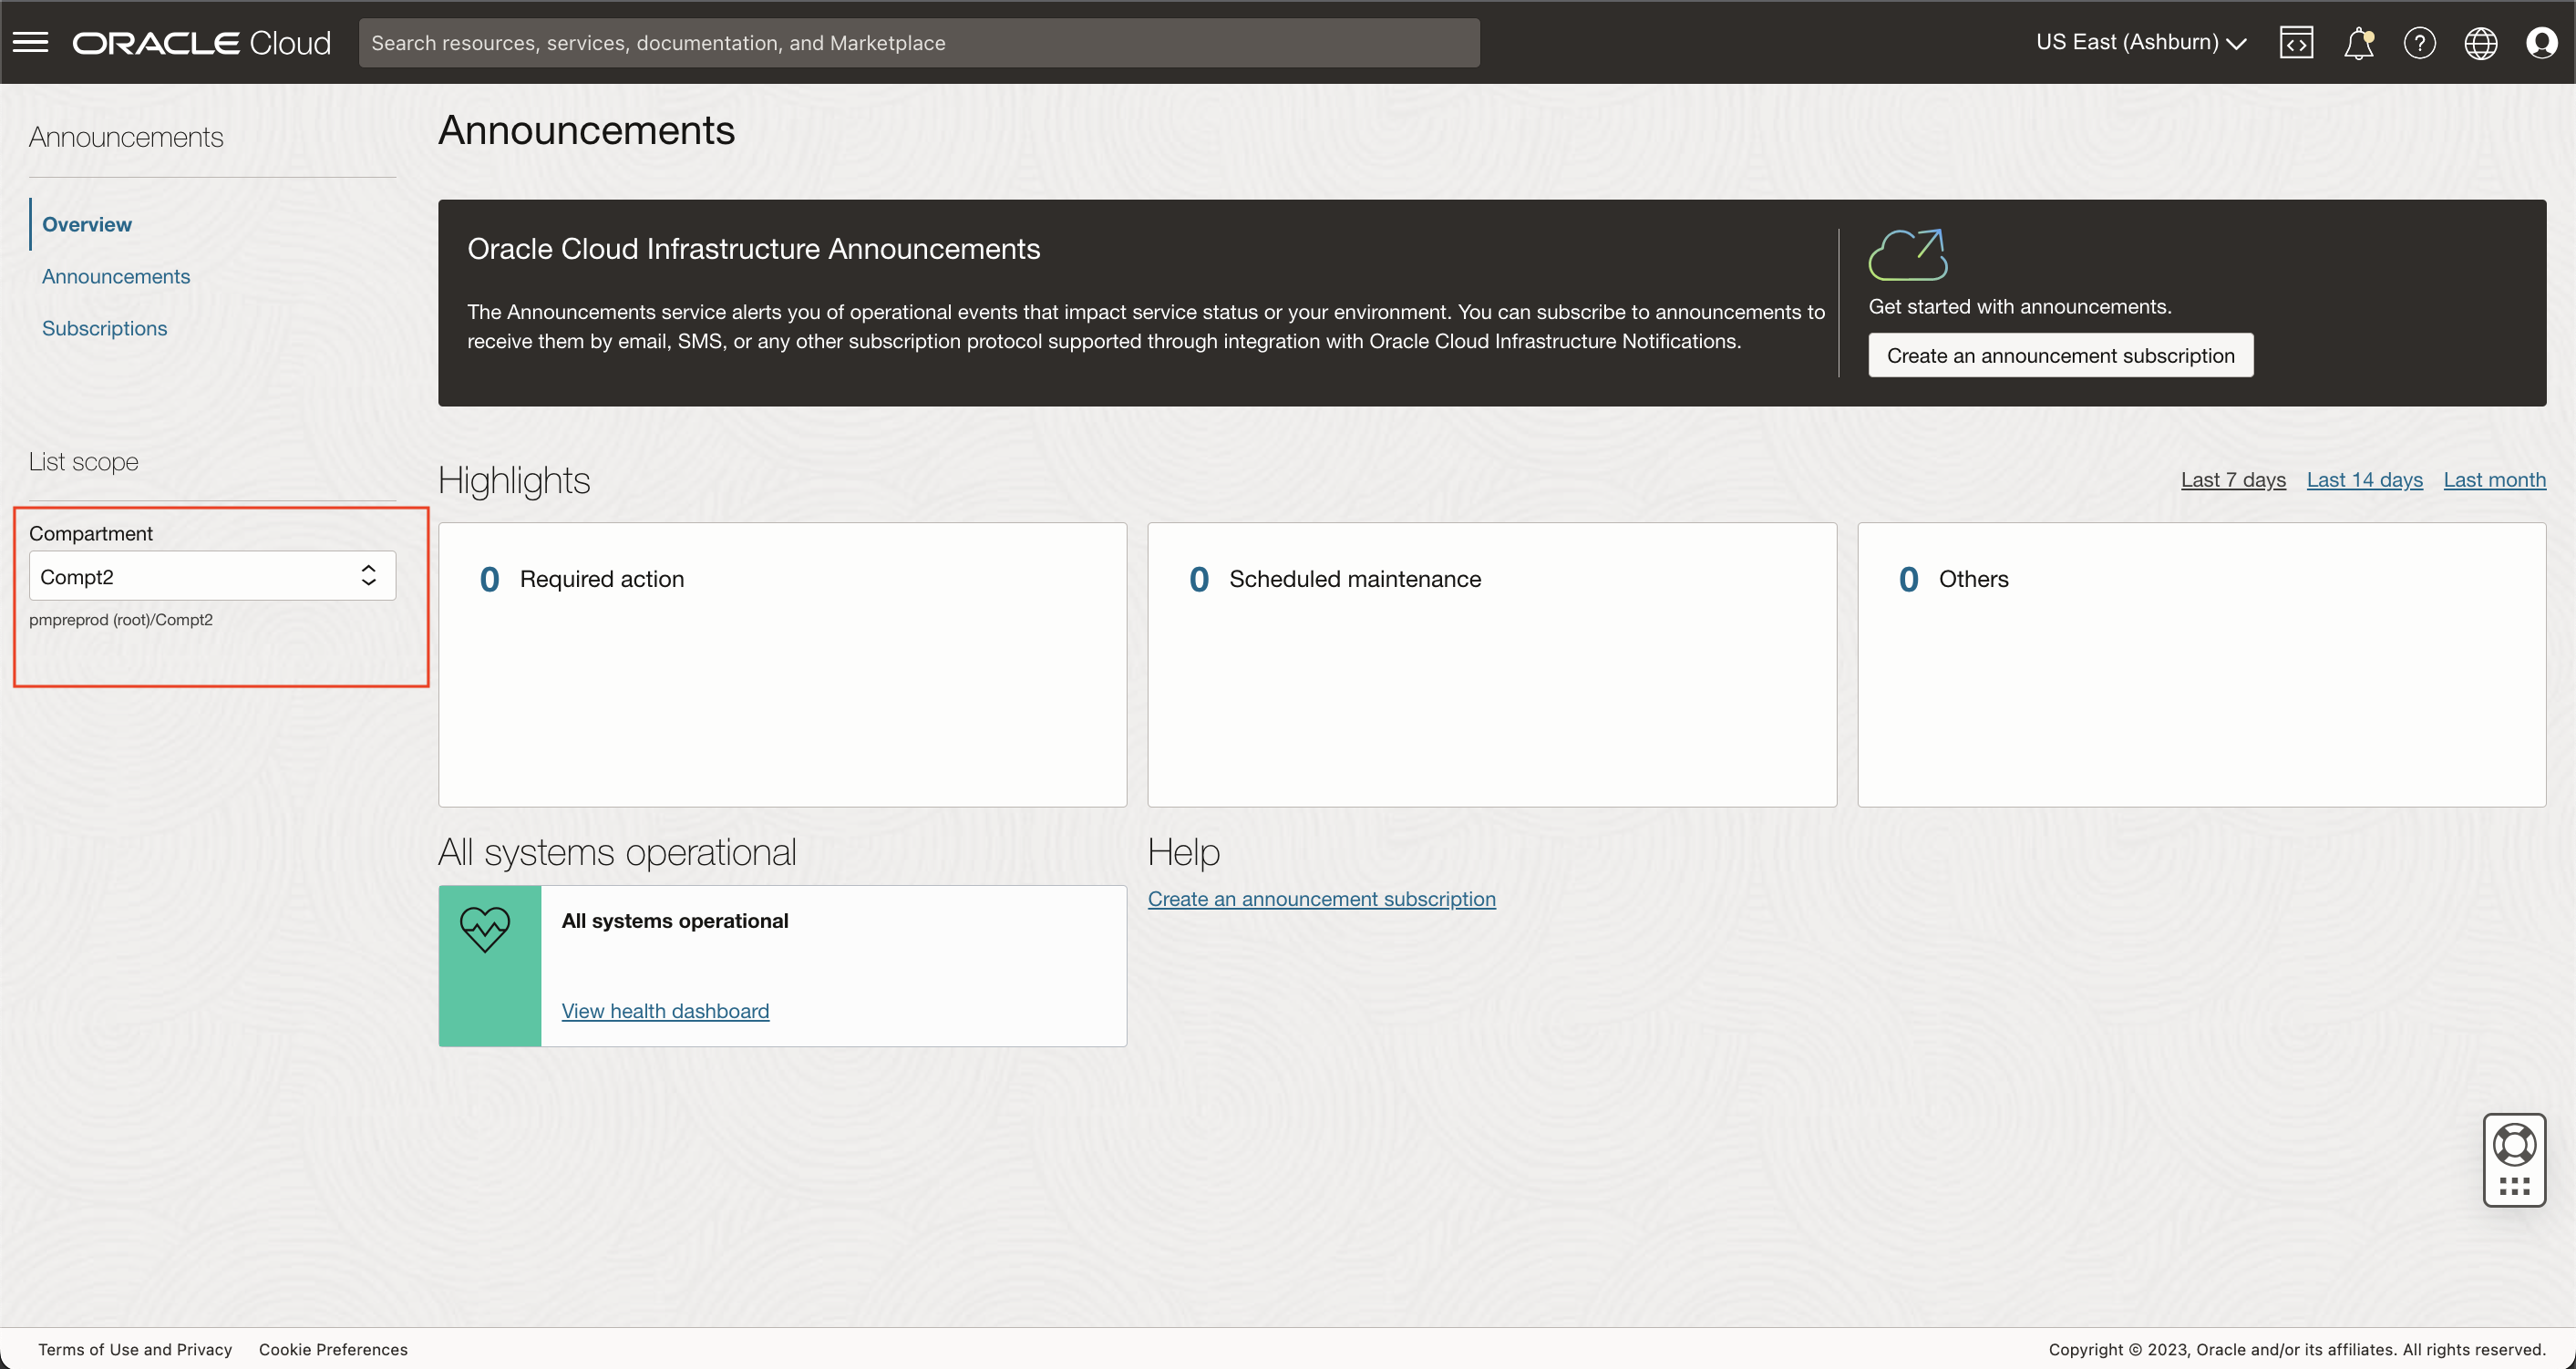 ORACLE Cloud
Search resources, services, documentation, and Marketplace
US East (Ashburn)
Announcements
Overview
Announcements
Subscriptions
List scope
Compartment
Compt2
pmpreprod (root)/Compt2
Announcements
Oracle Cloud Infrastructure Announcements
The Announcements service alerts you of operational events that impact service status or your environment. You can subscribe to announcements to
receive them by email, SMS, or any other subscription protocol supported through integration with Oracle Cloud Infrastructure Notifications.
Get started with announcements.
Create an announcement subscription
Highlights
Last 7 days Last 14 days Last month
0 Required action
0 Scheduled maintenance
0 Others
All systems operational
All systems operational
View health dashboard
Help
Create an announcement subscription
Terms of Use and Privacy Cookie Preferences
Copyright © 2023, Oracle and/or its affiliates. All rights reserved.